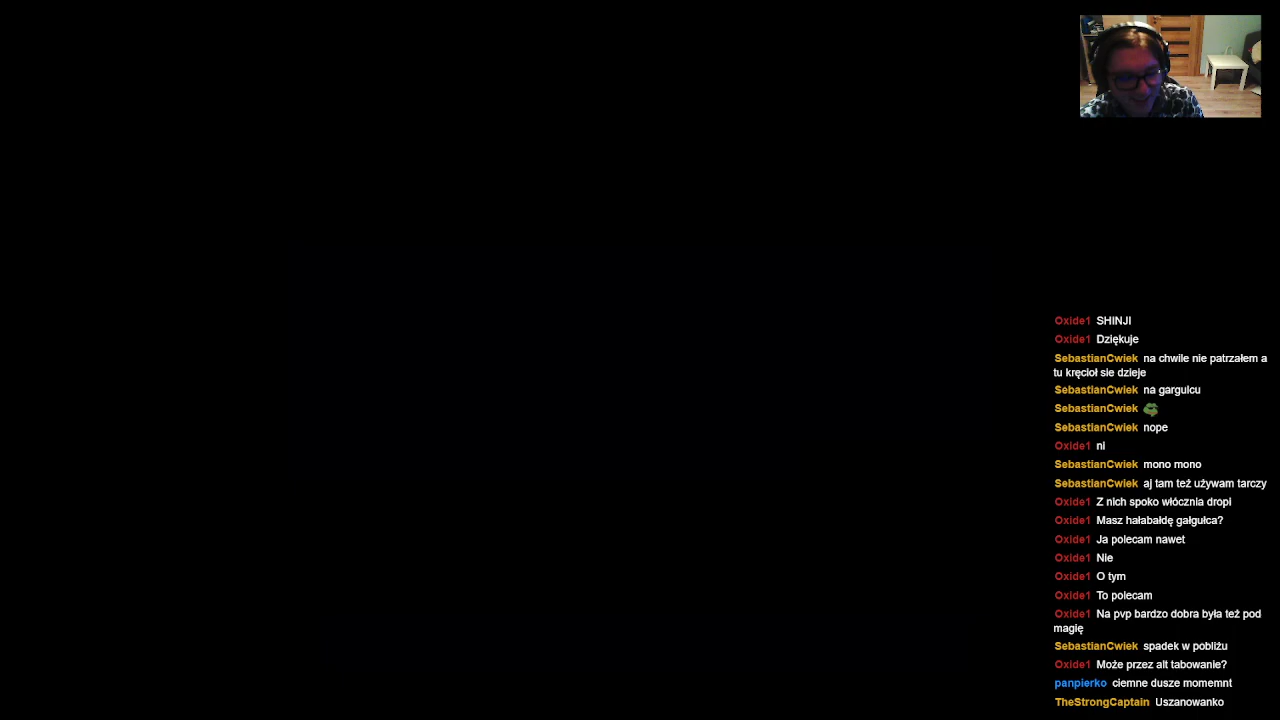 Oxide1 SHINJI
Oxide1 Dziękuje
SebastianCwiek na chwile nie patrzałem a
tu kręcioł sie dzieje
SebastianCwiek na gargulcu
SebastianCwiek
SebastianCwiek nope
Oxide1 ni
SebastianCwiek mono mono
SebastianCwiek aj tam też używam tarczy
Oxide1 Z nich spoko włócznia dropi
Oxide1 Masz hałabałdę gałgułca?
Oxide1 Ja polecam nawet
Oxide1 Nie
Oxide1 O tym
Oxide1 To polecam
Oxide1 Na pvp bardzo dobra była też pod
magię
SebastianCwiek spadek w pobliżu
Oxide1 Może przez alt tabowanie?
panpierko ciemne dusze momemnt
TheStrongCaptain Uszanowanko